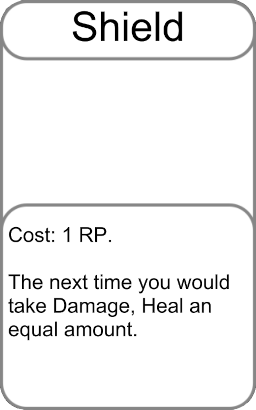 Shield
Cost: 1 RP.
The next time you would
take Damage, Heal an
equal amount.